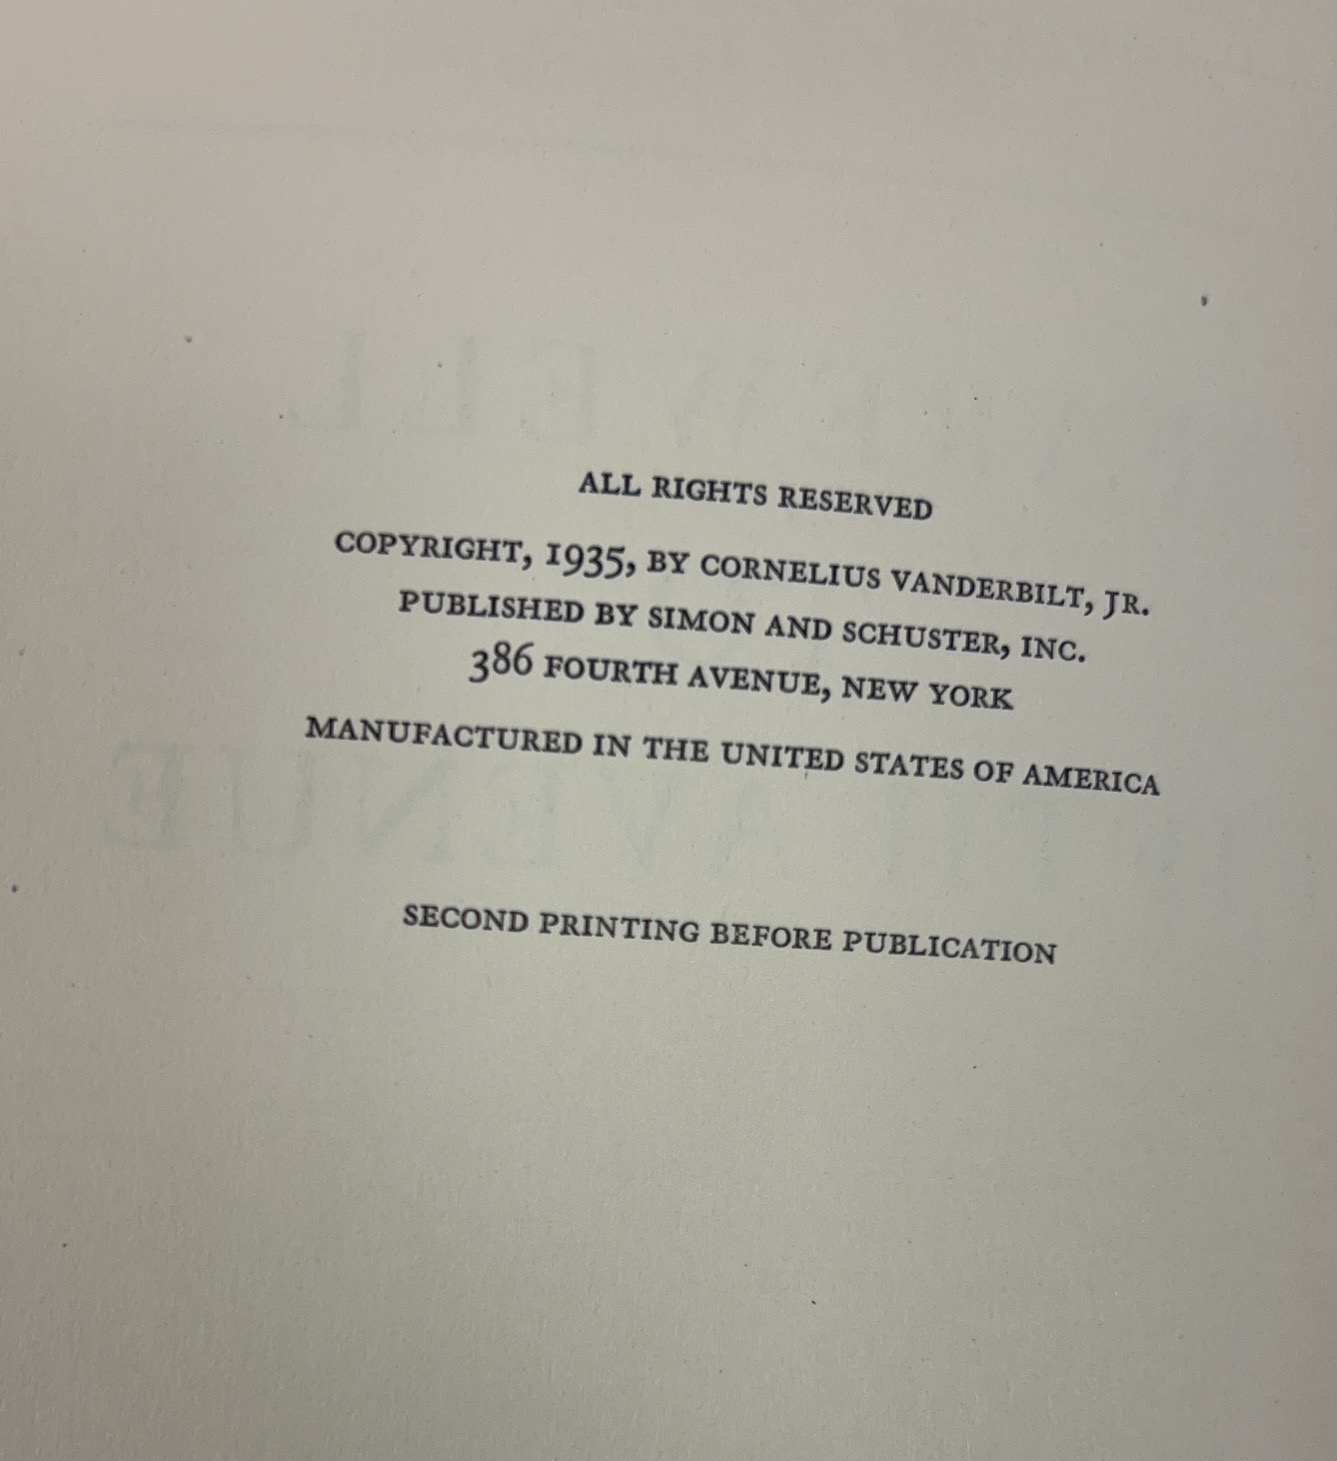 ALL RIGHTS RESERVED
COPYRIGHT, 1935, BY CORNELIUS VANDERBILT, JR.
PUBLISHED BY SIMON AND SCHUSTER, INC.
386 FOURTH AVENUE, NEW YORK
MANUFACTURED IN THE UNITED STATES OF AMERICA
SECOND PRINTING BEFORE PUBLICATION